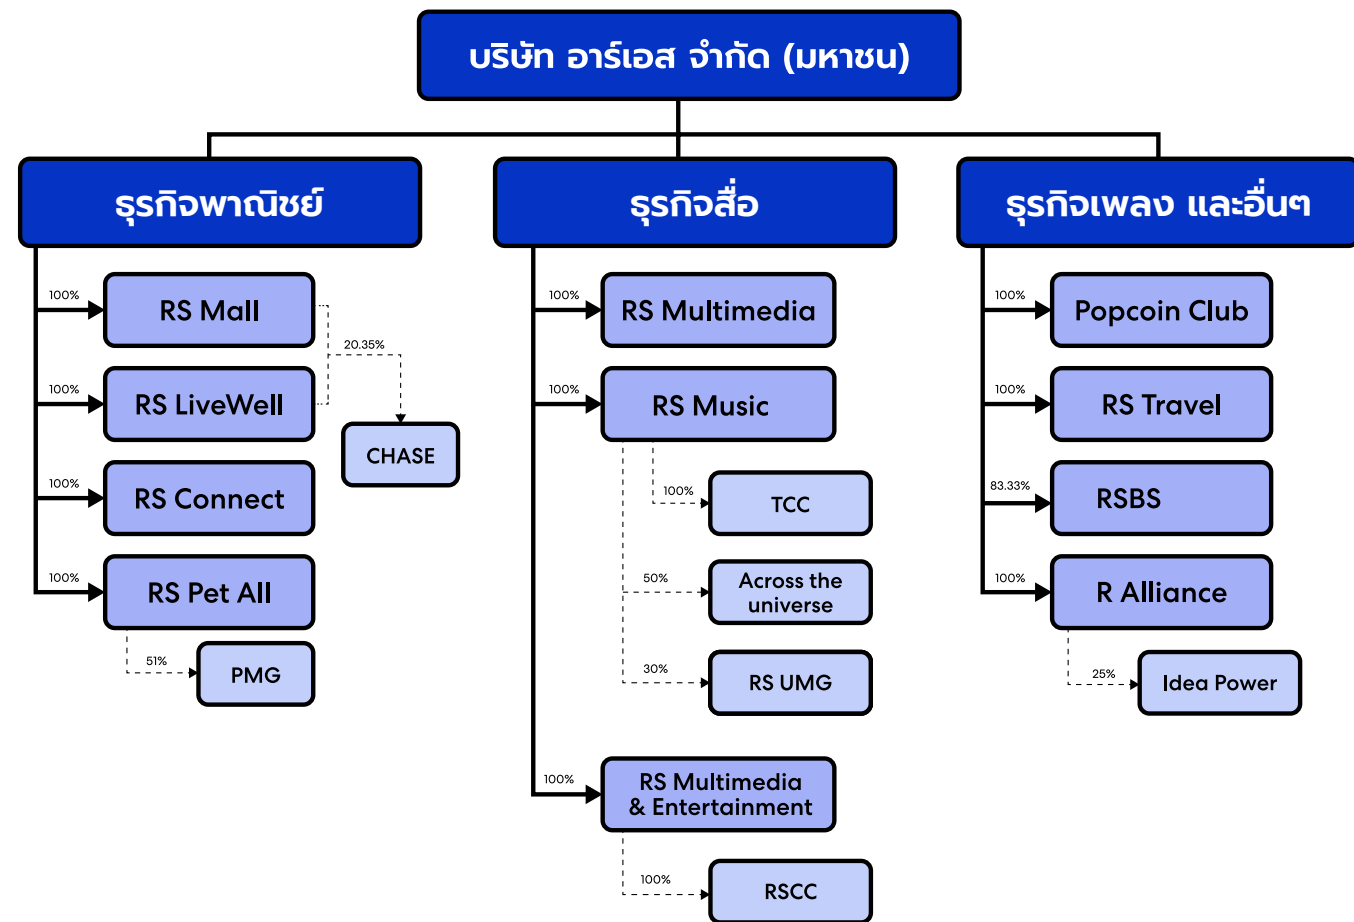 บริษัท อาร์เอส จำกัด (มหาชน)
ธุรกิจพาณิชย์
100%
RS Mall
20.35%
100%
RS LiveWell
CHASE
100%
RS Connect
100%
RS Pet All
51%
PMG
ธุรกิจสื่อ
100%
RS Multimedia
100%
RS Music
100%
TCC
50%
Across the
universe
30%
RS UMG
100%
RS Multimedia
& Entertainment
100%
RSCC
ธุรกิจเพลง และอื่นๆ
100%
Popcoin Club
100%
RS Travel
83.33%
RSBS
100%
R Alliance
25%
Idea Power